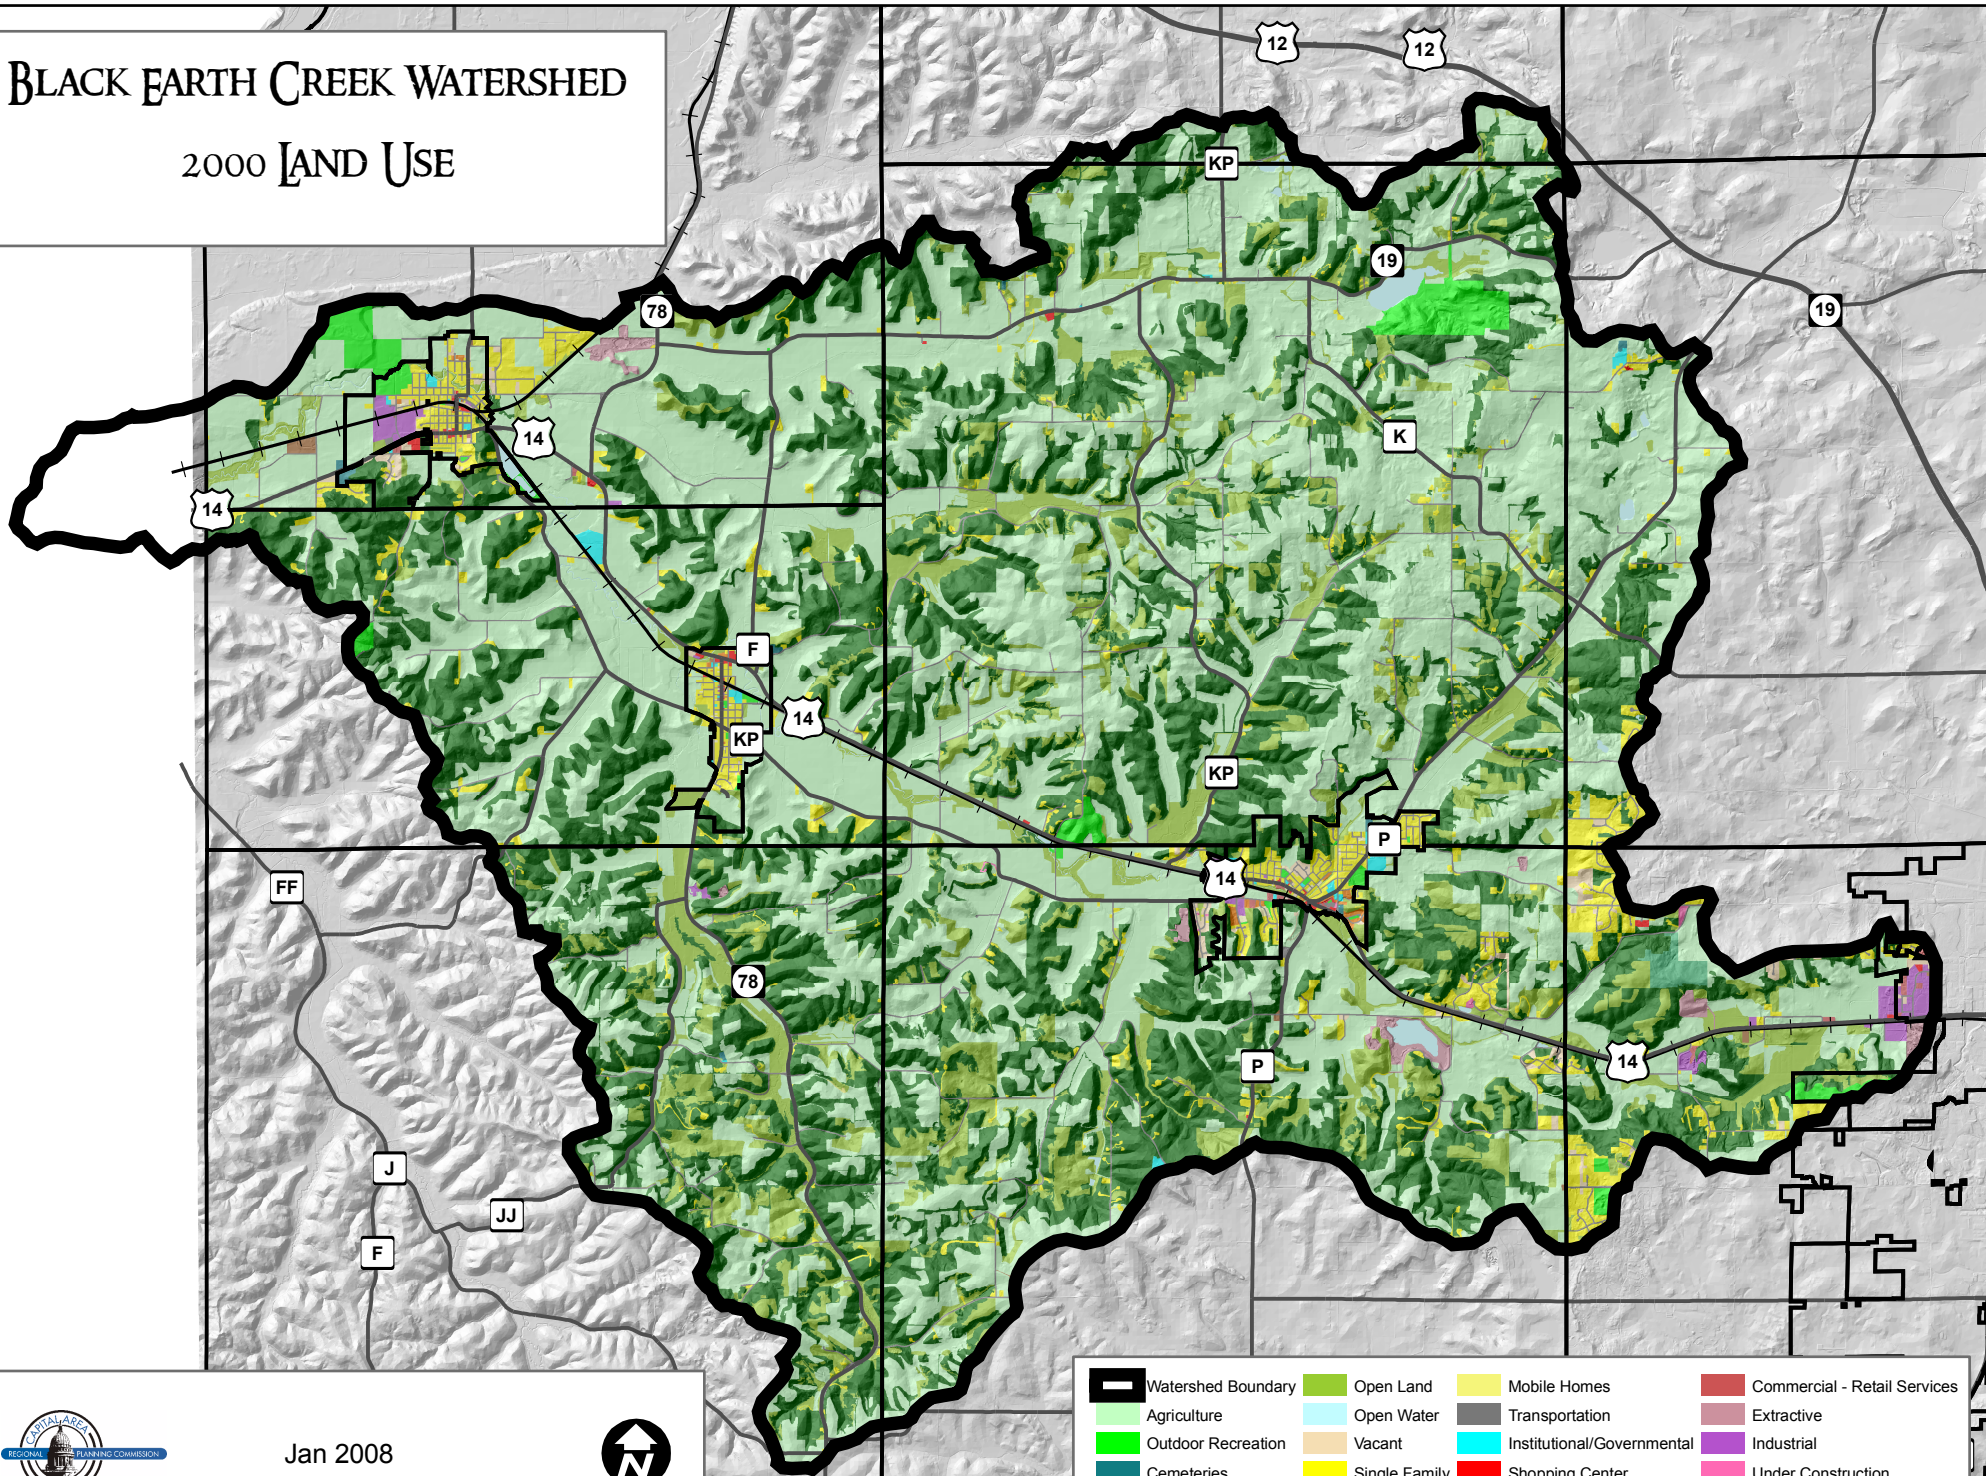 BLACK EARTH CREEK WATERSHED
2000 LAND USE
12
12
KP
19
19
78
14
K
14
F
14
KP
KP
P
14
FF
78
14
P
J
JJ
F
CAPITAL AREA
REGIONAL PLANNING COMMISSION
Jan 2008
N
Watershed Boundary
Agriculture
Outdoor Recreation
Cemeteries
Open Land
Open Water
Vacant
Single Family
Mobile Homes
Transportation
Institutional/Governmental
Shopping Center
Commercial - Retail Services
Extractive
Industrial
Under Construction